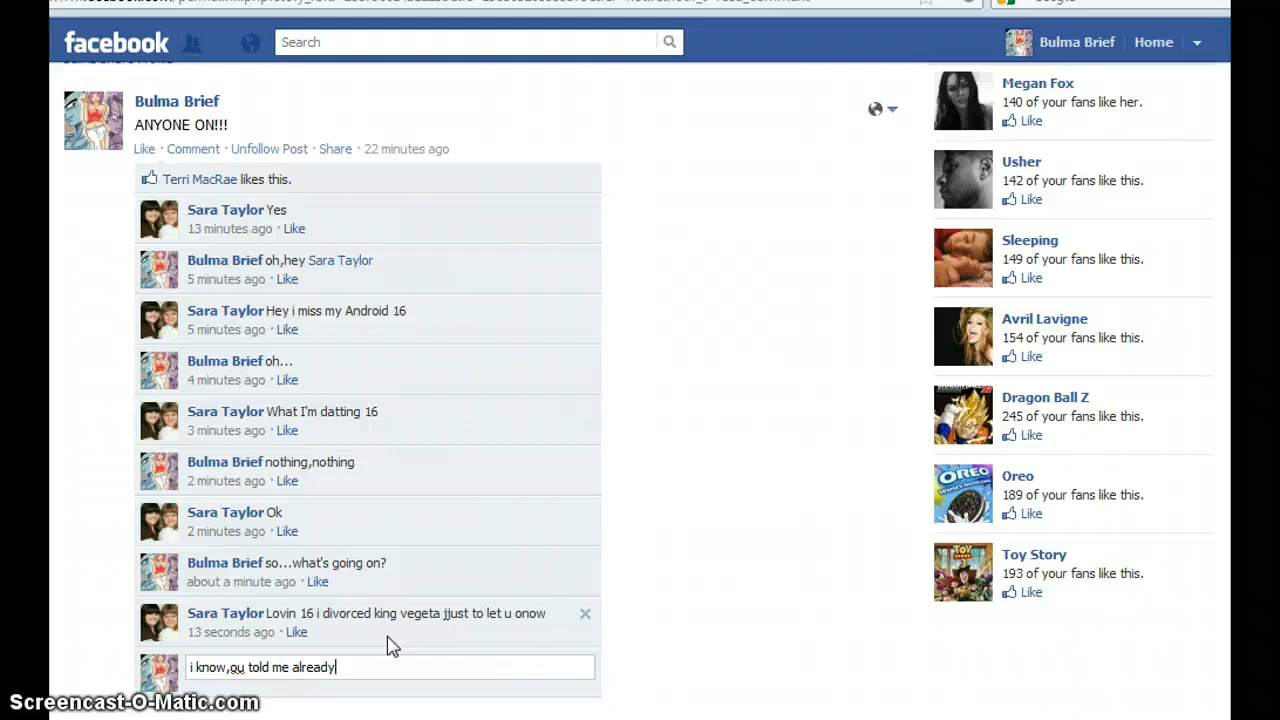 facebook
Search
Bulma Brief
Home
Bulma Brief
ANYONE ON!!!
Like · Comment · Unfollow Post · Share · 22 minutes ago
Terri MacRae likes this.
Sara Taylor Yes
13 minutes ago · Like
Bulma Brief oh,hey Sara Taylor
5 minutes ago · Like
Sara Taylor Hey i miss my Android 16
5 minutes ago · Like
Bulma Brief oh...
4 minutes ago · Like
Sara Taylor What I'm datting 16
3 minutes ago · Like
Bulma Brief nothing,nothing
2 minutes ago · Like
Sara Taylor Ok
2 minutes ago · Like
Bulma Brief so...what's going on?
about a minute ago · Like
Sara Taylor Lovin 16 i divorced king vegeta jjust to let u onow
13 seconds ago · Like
i know,ou told me already
Megan Fox
140 of your fans like her.
Like
Usher
142 of your fans like this.
Like
Sleeping
149 of your fans like this.
Like
Avril Lavigne
154 of your fans like this.
Like
Dragon Ball Z
245 of your fans like this.
Like
OREO
Oreo
189 of your fans like this.
Like
TOY STORY
Toy Story
193 of your fans like this.
Like
Screencast-O-Matic.com